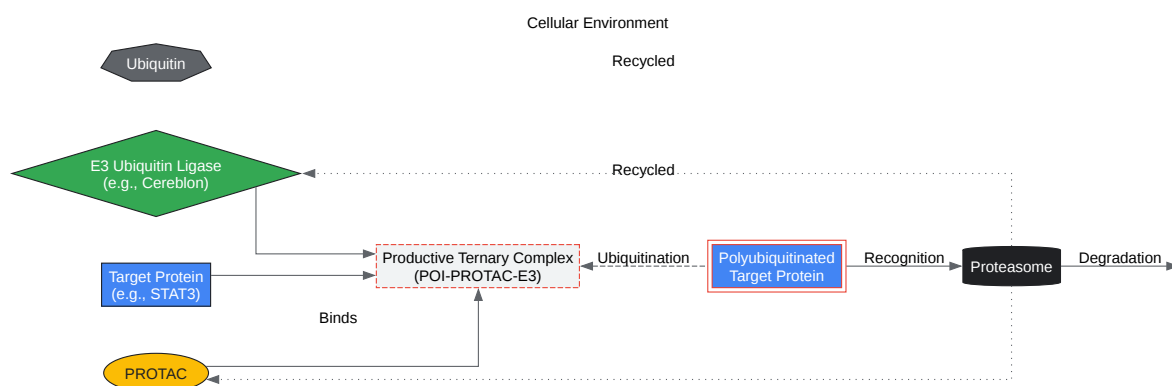 Cellular Environment
Ubiquitin
Recycled
E3 Ubiquitin Ligase
(e.g., Cereblon)
Recycled
Productive Ternary Complex
(POI-PROTAC-E3)
Ubiquitination
Polyubiquitinated
Target Protein
Recognition
Proteasome
Degradation
Target Protein
(e.g., STAT3)
Binds
PROTAC